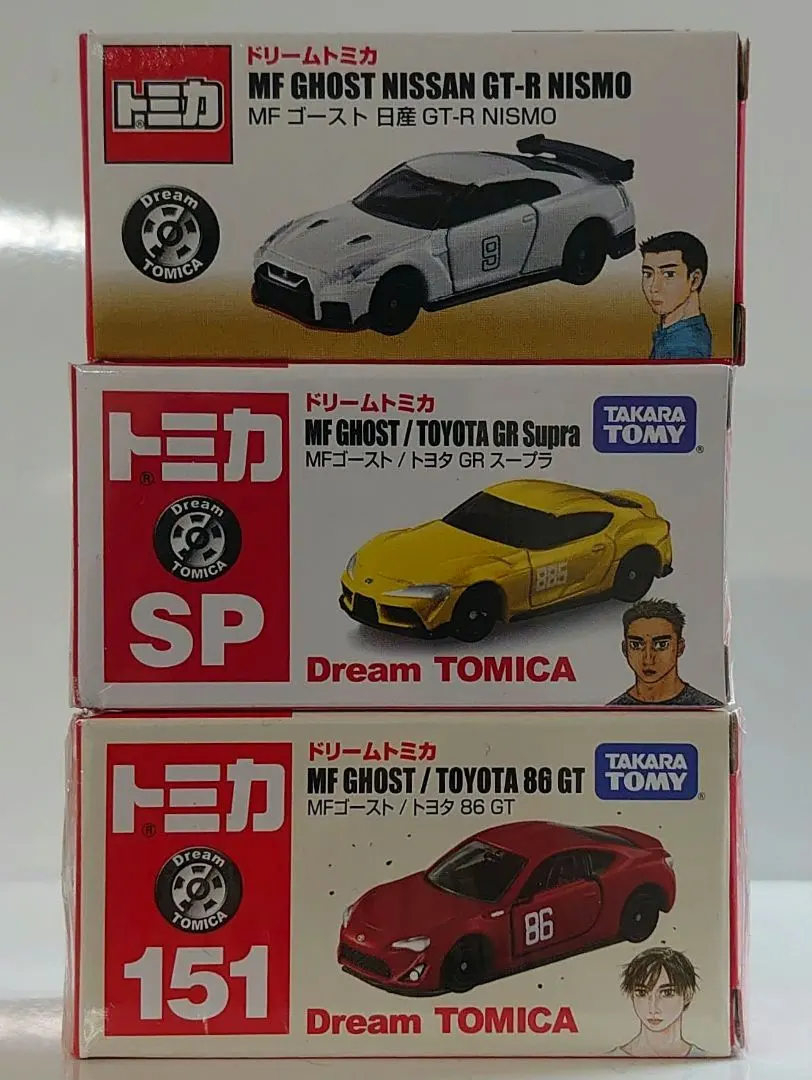 ドリームトミカ
MF GHOST NISSAN GT-R NISMO
MF ゴースト 日産 GT-R NISMO
トミカ
®
Dream
TOMICA
9
ドリームトミカ
MF GHOST / TOYOTA GR Supra
MFゴースト / トヨタ GR スープラ
TAKARA
TOMY®
トミカ
®
Dream
TOMICA
SP
885
Dream TOMICA
ドリームトミカ
MF GHOST / TOYOTA 86 GT
MFゴースト / トヨタ 86 GT
TAKARA
TOMY®
トミカ
®
Dream
TOMICA
151
86
Dream TOMICA